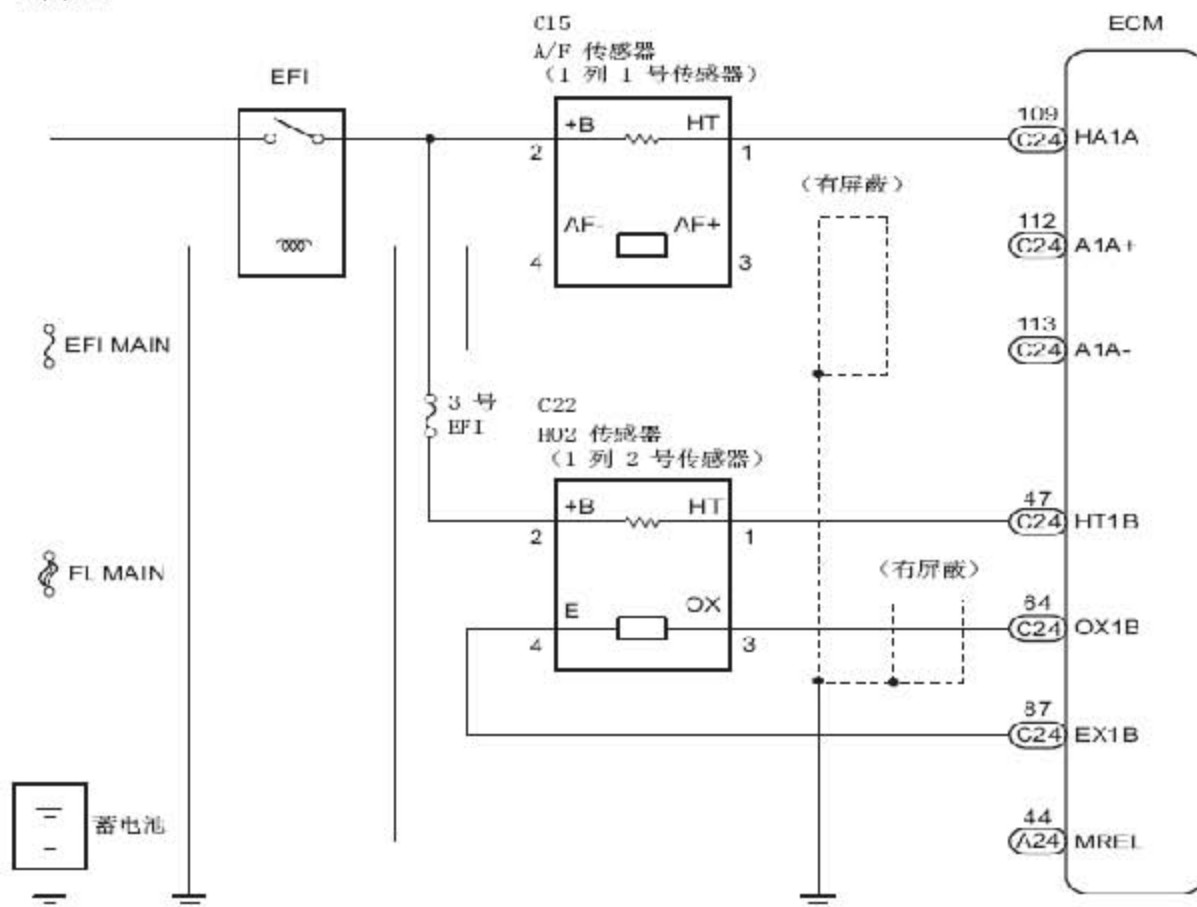 C15
A/F 传感器
（1 列 1 号传感器）
ECM
EFI
+B
HT
2
1
109
C24
HA1A
（有屏蔽）
AF-
AF+
4
3
112
C24
A1A+
113
C24
A1A-
EFI MAIN
3 号
EFI
C22
HO2 传感器
（1 列 2 号传感器）
+B
HT
2
1
47
C24
HT1B
FL MAIN
（有屏蔽）
E
OX
4
3
64
C24
OX1B
87
C24
EX1B
蓄电池
44
A24
MREL